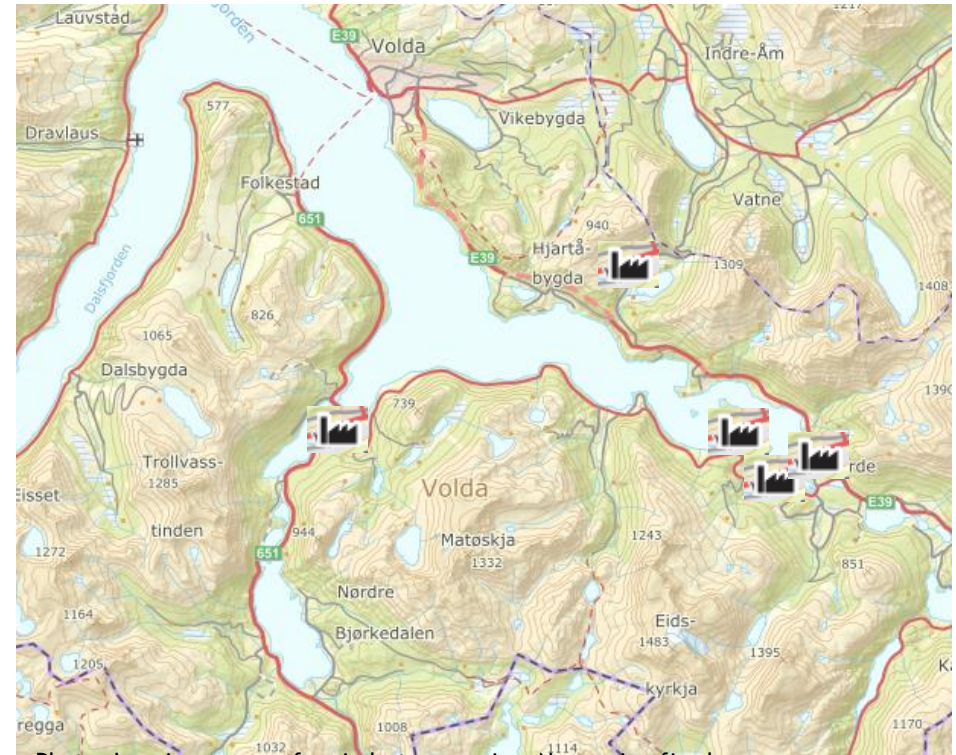 Lauvstad
E39
Volda
1217
Indre-Åm
Vikebygda
577
Dravlaus
Folkestad
651
Vatne
940
Hjartå-
bygda
E39
1309
1408
Dalsfjorden
826
1065
Dalsbygda
739
1390
Trollvass-
1285
tinden
Volda
rde
E39
Eisset
944
Matøskja
1332
1243
851
1272
651
Nørdre
Bjørkedalen
1164
Eids-
1483
1395
kyrkja
1205
regga
1032
1008
1114
1170